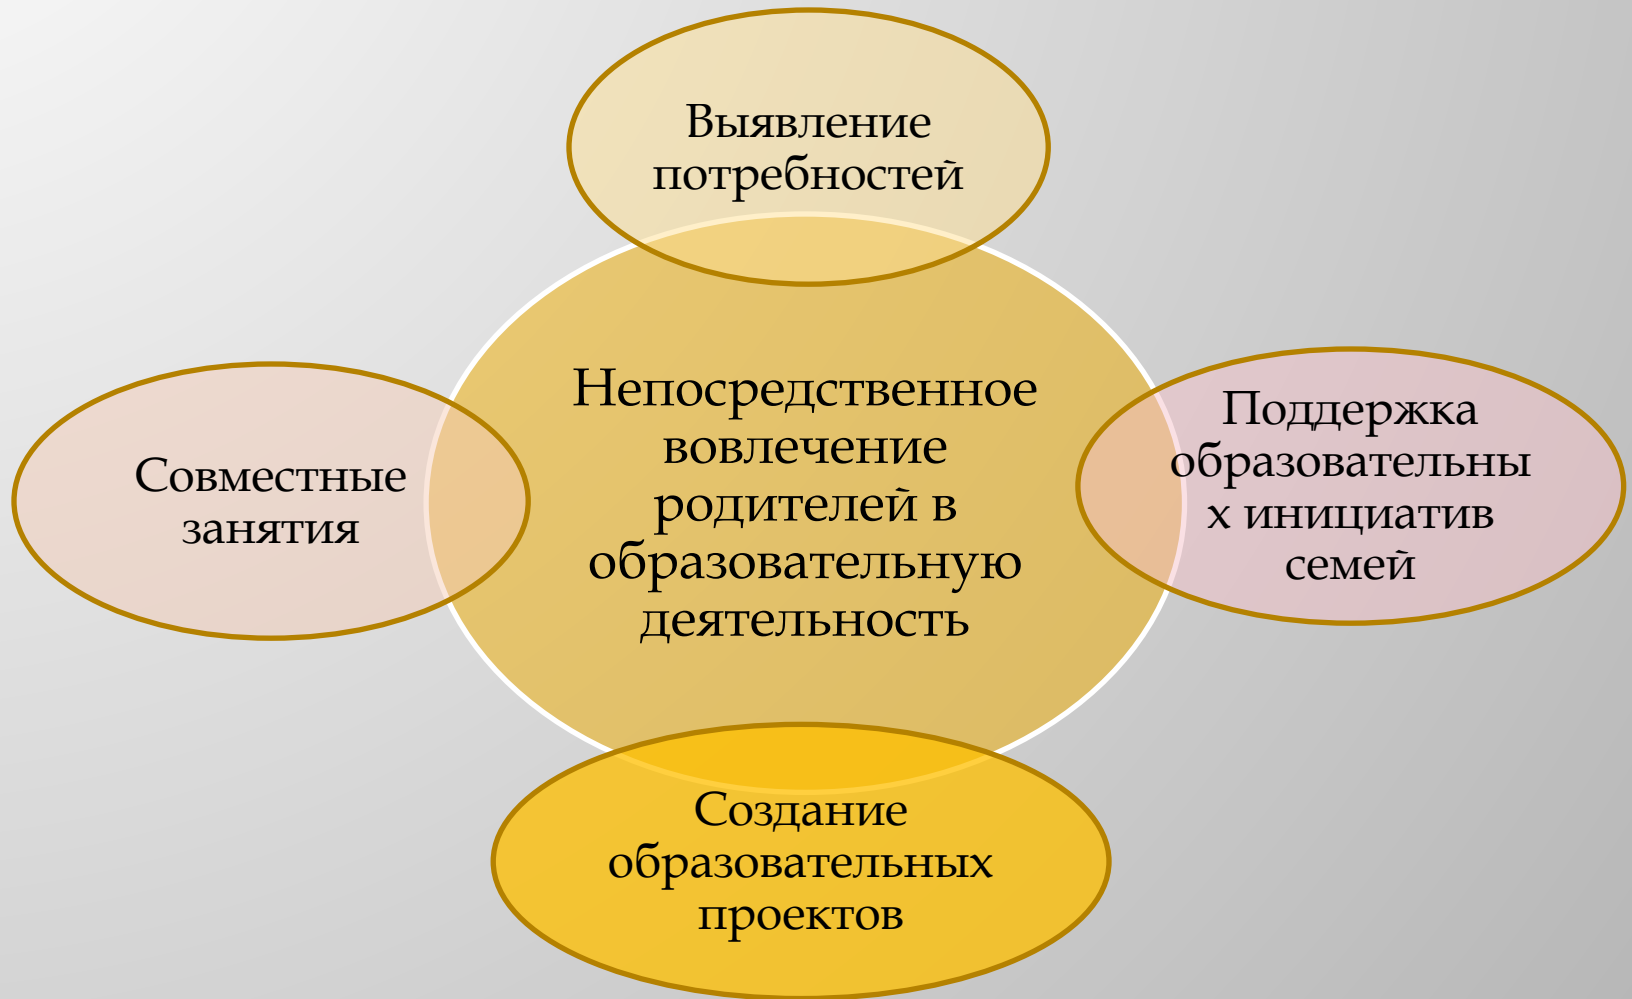 Выявление
потребностей
Непосредственное
вовлечение
родителей в
образовательную
деятельность
Поддержка
образовательны
х инициатив
семей
Совместные
занятия
Создание
образовательных
проектов